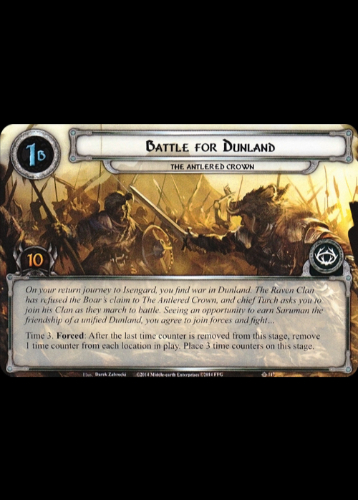 1B
BATTLE FOR DUNLAND
THE ANTLERED CROWN
10
On your return journey to Isengard, you find war in Dunland. The Raven Clan
has refused the Boar's claim to The Antlered Crown, and chief Turch asks you to
join his Clan as they march to battle. Seeing an opportunity to earn Saruman the
friendship of a unified Dunland, you agree to join forces and fight...
Time 3. Forced: After the last time counter is removed from this stage, remove
1 time counter from each location in play. Place 3 time counters on this stage.
©2014 Middle-earth Enterprises ©2014 FFG